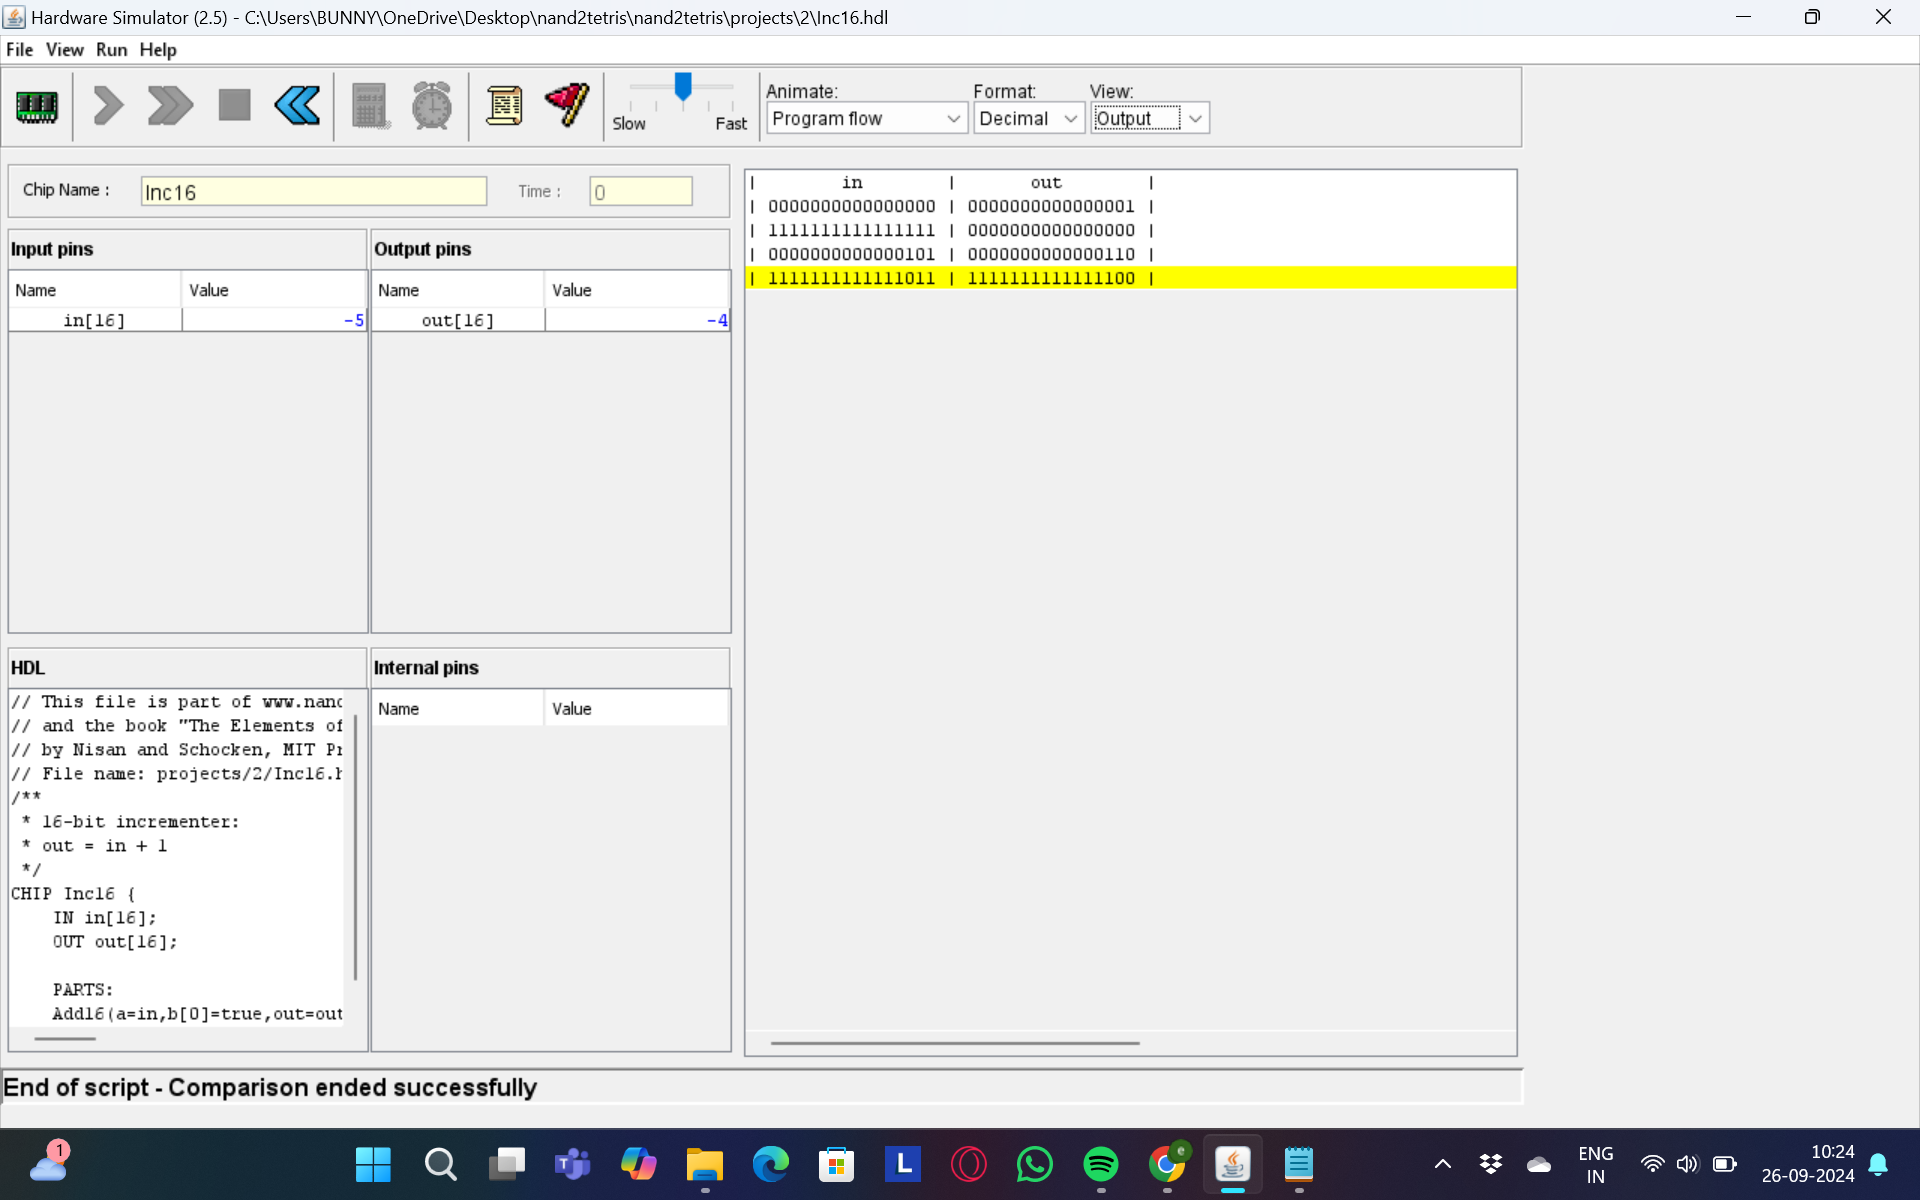 Hardware Simulator (2.5) - C:\Users\BUNNY\OneDrive\Desktop\nand2tetris\nand2tetris\projects\2\Inc16.hdl
File View Run Help
Slow Fast
Animate: Format: View:
Program flow Decimal Output
Chip Name : Inc16 Time : 0
Input pins
Name Value
in[16] -5
Output pins
Name Value
out[16] -4
| in | out |
| 0000000000000000 | 0000000000000001 |
| 1111111111111111 | 0000000000000000 |
| 0000000000000101 | 0000000000000110 |
| 1111111111111011 | 1111111111111100 |
HDL
// This file is part of www.nanc
// and the book "The Elements of
// by Nisan and Schocken, MIT Pr
// File name: projects/2/Inc16.h
/**
* 16-bit incrementer:
* out = in + 1
*/
CHIP Inc16 {
IN in[16];
OUT out[16];
PARTS:
Add16(a=in,b[0]=true,out=out
Internal pins
Name Value
End of script - Comparison ended successfully
1
L
e
ENG
IN
10:24
26-09-2024